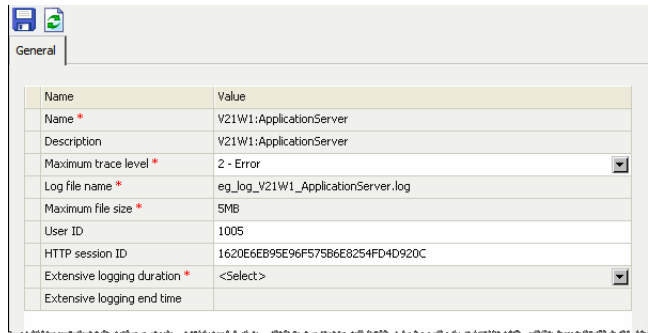 General
Name Value
Name * V21W1:ApplicationServer
Description V21W1:ApplicationServer
Maximum trace level * 2 - Error
Log file name * eg_log_V21W1_ApplicationServer.log
Maximum file size * 5MB
User ID 1005
HTTP session ID 1620E6EB95E96F575B6E8254FD4D920C
Extensive logging duration * <Select>
Extensive logging end time